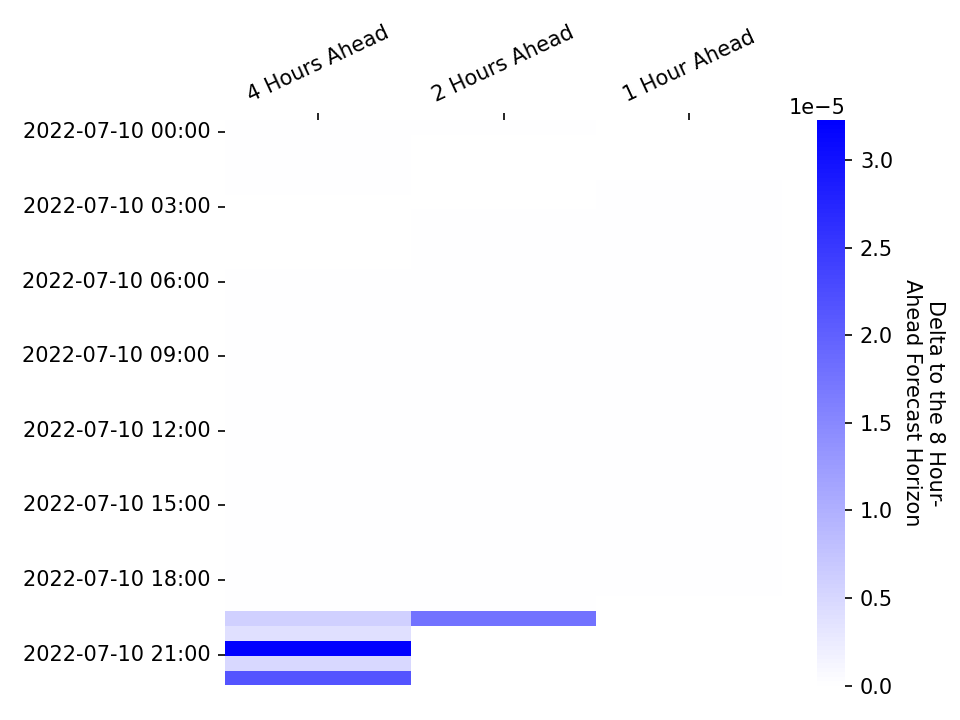 4 Hours Ahead
2 Hours Ahead
1 Hour Ahead
1e−5
2022-07-10 00:00
2022-07-10 03:00
2022-07-10 06:00
2022-07-10 09:00
2022-07-10 12:00
2022-07-10 15:00
2022-07-10 18:00
2022-07-10 21:00
3.0
2.5
2.0
1.5
1.0
0.5
0.0
Delta to the 8 Hour-
Ahead Forecast Horizon